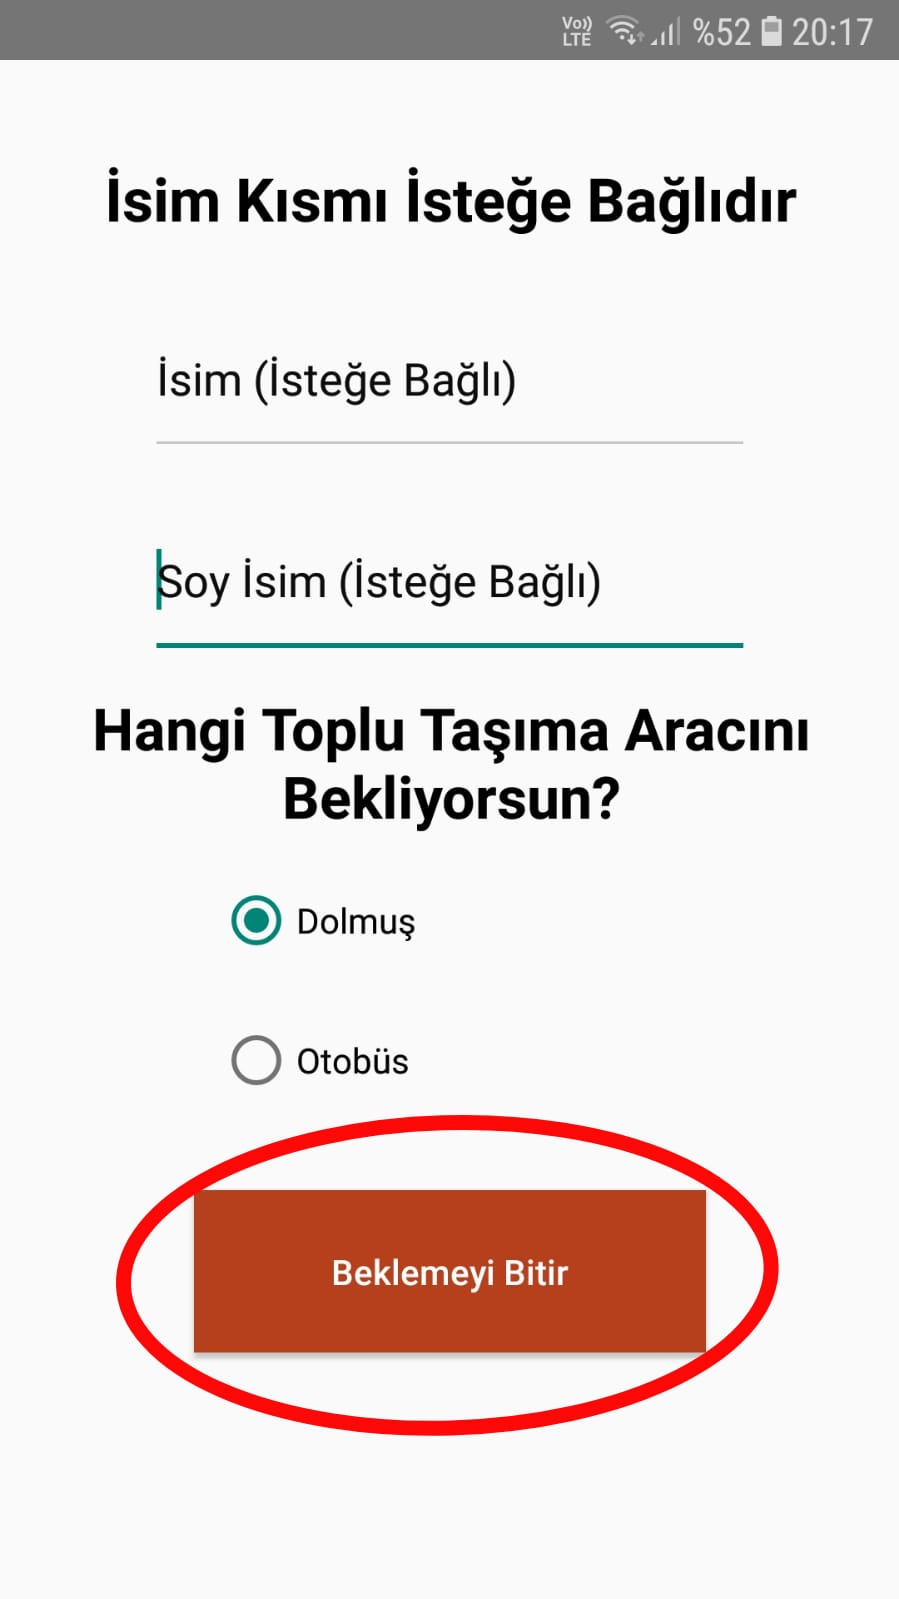 Vo)) LTE %52 20:17
İsim Kısmı İsteğe Bağlıdır
İsim (İsteğe Bağlı)
Soy İsim (İsteğe Bağlı)
Hangi Toplu Taşıma Aracını
Bekliyorsun?
Dolmuş
Otobüs
Beklemeyi Bitir